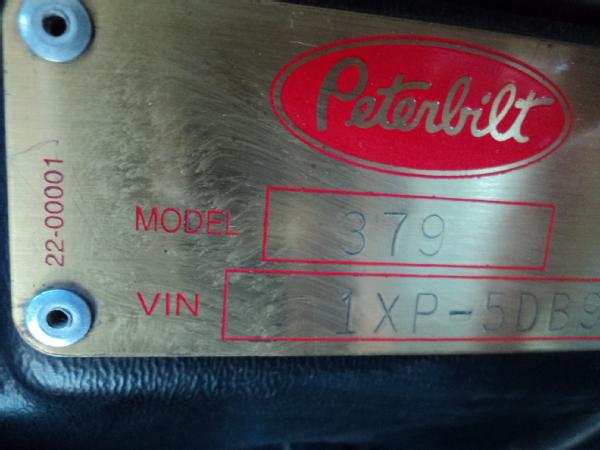 Peterbilt
22-00001
MODEL 379
VIN 1XP-5DB9